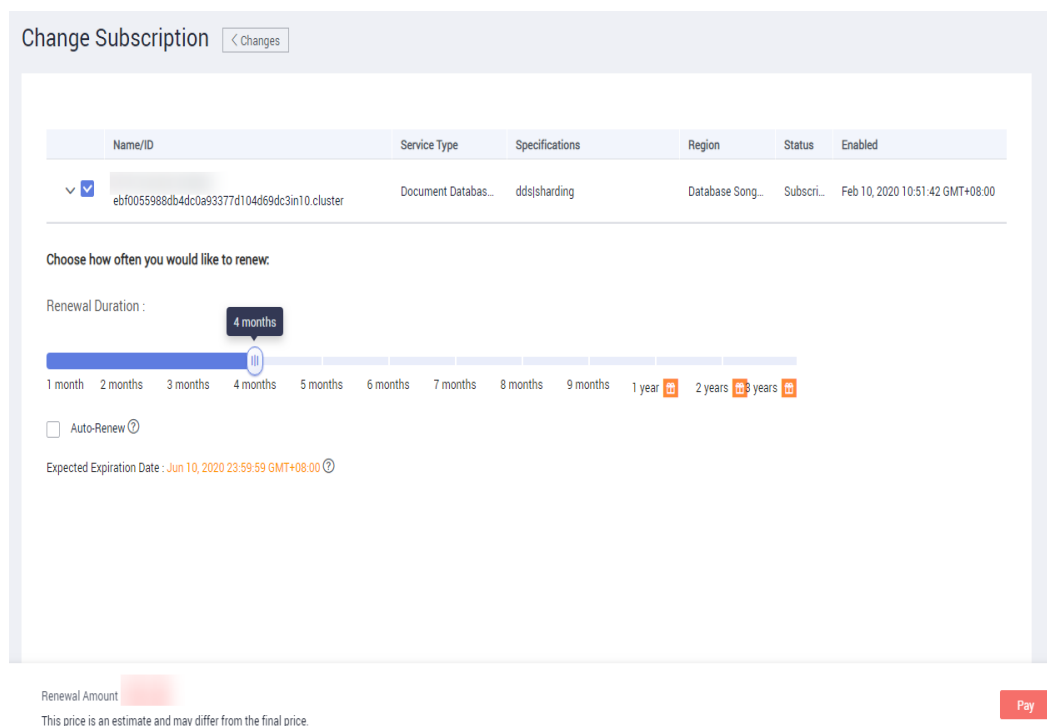 Change Subscription < Changes
Name/ID Service Type Specifications Region Status Enabled
ebf0055988db4dc0a93377d104d69dc3in10.cluster Document Databas... dds|sharding Database Song... Subscri... Feb 10, 2020 10:51:42 GMT+08:00
Choose how often you would like to renew:
Renewal Duration :
4 months
1 month 2 months 3 months 4 months 5 months 6 months 7 months 8 months 9 months 1 year 2 years 3 years
Auto-Renew ?
Expected Expiration Date : Jun 10, 2020 23:59:59 GMT+08:00 ?
Renewal Amount
Pay
This price is an estimate and may differ from the final price.